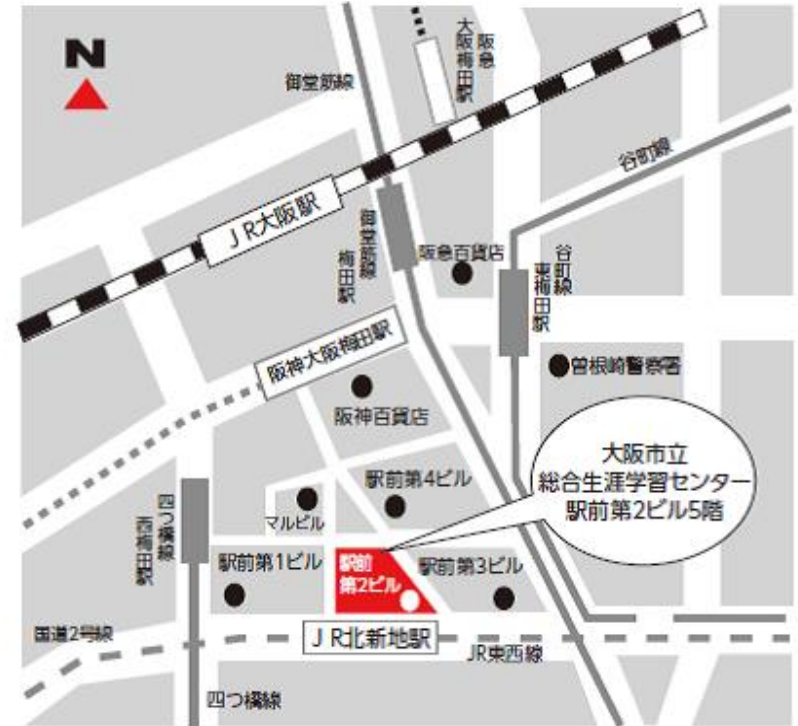 N
御堂筋線
阪急
大阪梅田駅
谷町線
JR大阪駅
御堂筋線
梅田駅
阪急百貨店
谷町線
東梅田駅
阪神大阪梅田駅
阪神百貨店
曽根崎警察署
大阪市立
総合生涯学習センター
駅前第2ビル5階
駅前第4ビル
マルビル
四つ橋線
西梅田駅
駅前第1ビル
駅前
第2ビル
駅前第3ビル
国道2号線
JR北新地駅
JR東西線
四つ橋線